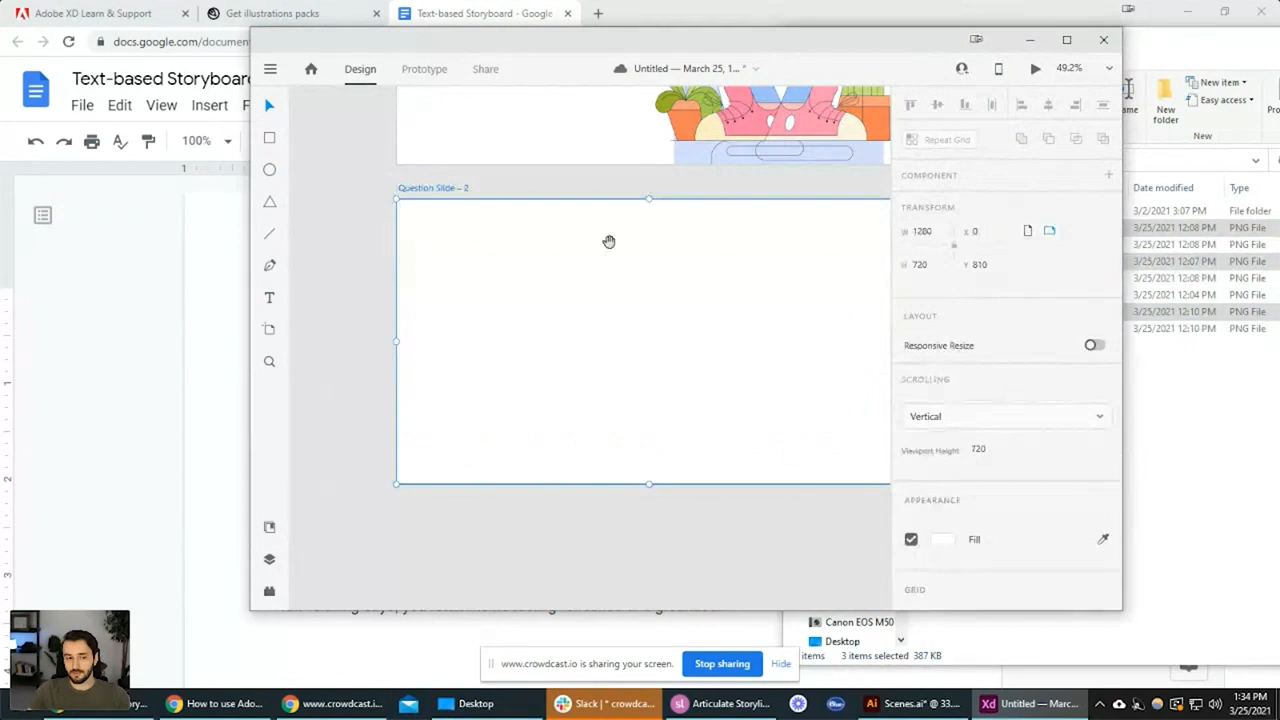 Adobe XD Learn & Support
Get illustrations packs
Text-based Storyboard - Google
docs.google.com/documen
Text-based Storyboar
File Edit View Insert F
100%
1
Design Prototype Share
Untitled — March 25, 1... *
49.2%
Question Slide – 2
Repeat Grid
COMPONENT
TRANSFORM
W 1280 X 0
H 720 Y 810
LAYOUT
Responsive Resize
SCROLLING
Vertical
Viewport Height 720
APPEARANCE
Fill
GRID
New item
Easy access
ame
New folder
New
Date modified Type
3/2/2021 3:07 PM File folder
3/25/2021 12:08 PM PNG File
3/25/2021 12:08 PM PNG File
3/25/2021 12:07 PM PNG File
3/25/2021 12:08 PM PNG File
3/25/2021 12:04 PM PNG File
3/25/2021 12:10 PM PNG File
3/25/2021 12:10 PM PNG File
1
2
3
Canon EOS M50
Desktop
items 3 items selected 387 KB
www.crowdcast.io is sharing your screen. Stop sharing Hide
ory...
How to use Ado...
www.crowdcast.i...
Desktop
Slack | * crowdca...
Articulate Storyli...
Scenes.ai* @ 33....
Untitled — Marc...
1:34 PM
3/25/2021